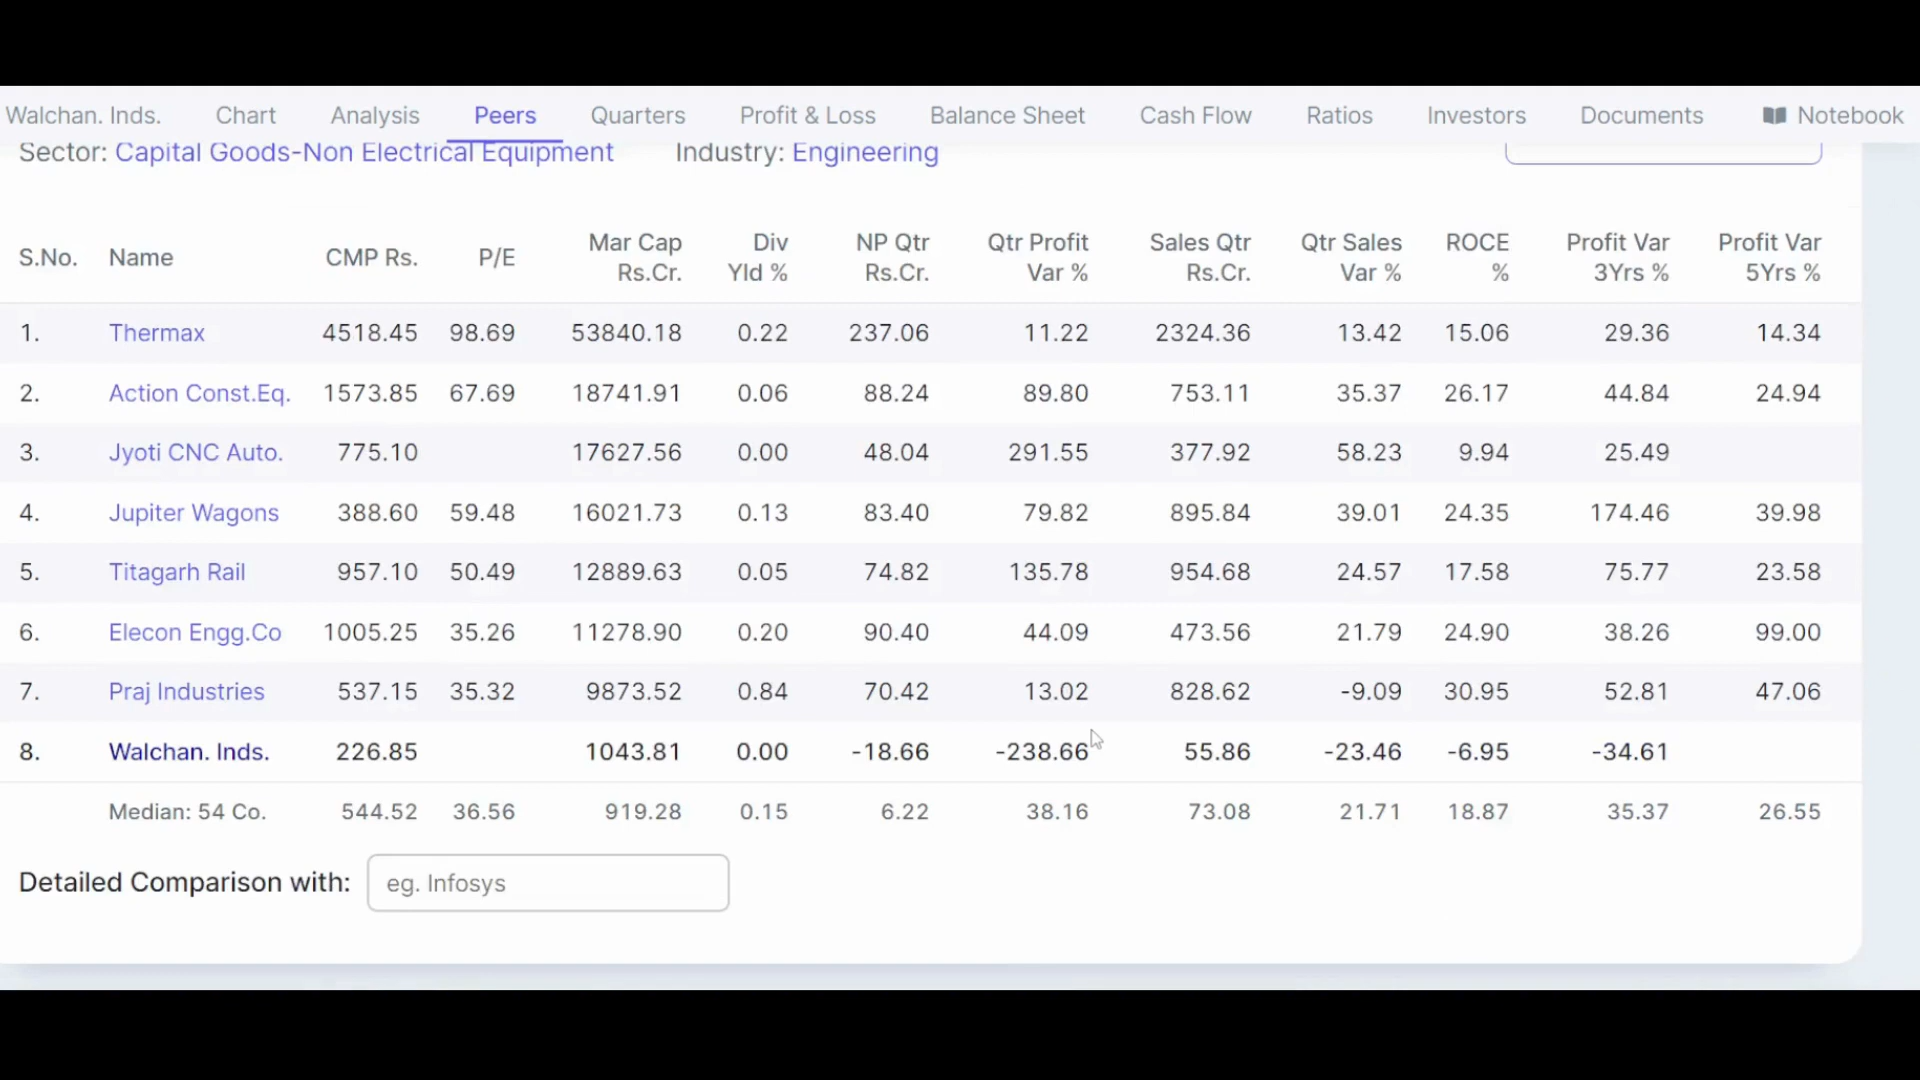 Walchan. Inds. Chart Analysis Peers Quarters Profit & Loss Balance Sheet Cash Flow Ratios Investors Documents Notebook
Sector: Capital Goods-Non Electrical Equipment Industry: Engineering
S.No. Name CMP Rs. P/E Mar Cap Rs.Cr. Div Yld % NP Qtr Rs.Cr. Qtr Profit Var % Sales Qtr Rs.Cr. Qtr Sales Var % ROCE % Profit Var 3Yrs % Profit Var 5Yrs %
1. Thermax 4518.45 98.69 53840.18 0.22 237.06 11.22 2324.36 13.42 15.06 29.36 14.34
2. Action Const.Eq. 1573.85 67.69 18741.91 0.06 88.24 89.80 753.11 35.37 26.17 44.84 24.94
3. Jyoti CNC Auto. 775.10 17627.56 0.00 48.04 291.55 377.92 58.23 9.94 25.49
4. Jupiter Wagons 388.60 59.48 16021.73 0.13 83.40 79.82 895.84 39.01 24.35 174.46 39.98
5. Titagarh Rail 957.10 50.49 12889.63 0.05 74.82 135.78 954.68 24.57 17.58 75.77 23.58
6. Elecon Engg.Co 1005.25 35.26 11278.90 0.20 90.40 44.09 473.56 21.79 24.90 38.26 99.00
7. Praj Industries 537.15 35.32 9873.52 0.84 70.42 13.02 828.62 -9.09 30.95 52.81 47.06
8. Walchan. Inds. 226.85 1043.81 0.00 -18.66 -238.66 55.86 -23.46 -6.95 -34.61
Median: 54 Co. 544.52 36.56 919.28 0.15 6.22 38.16 73.08 21.71 18.87 35.37 26.55
Detailed Comparison with: eg. Infosys